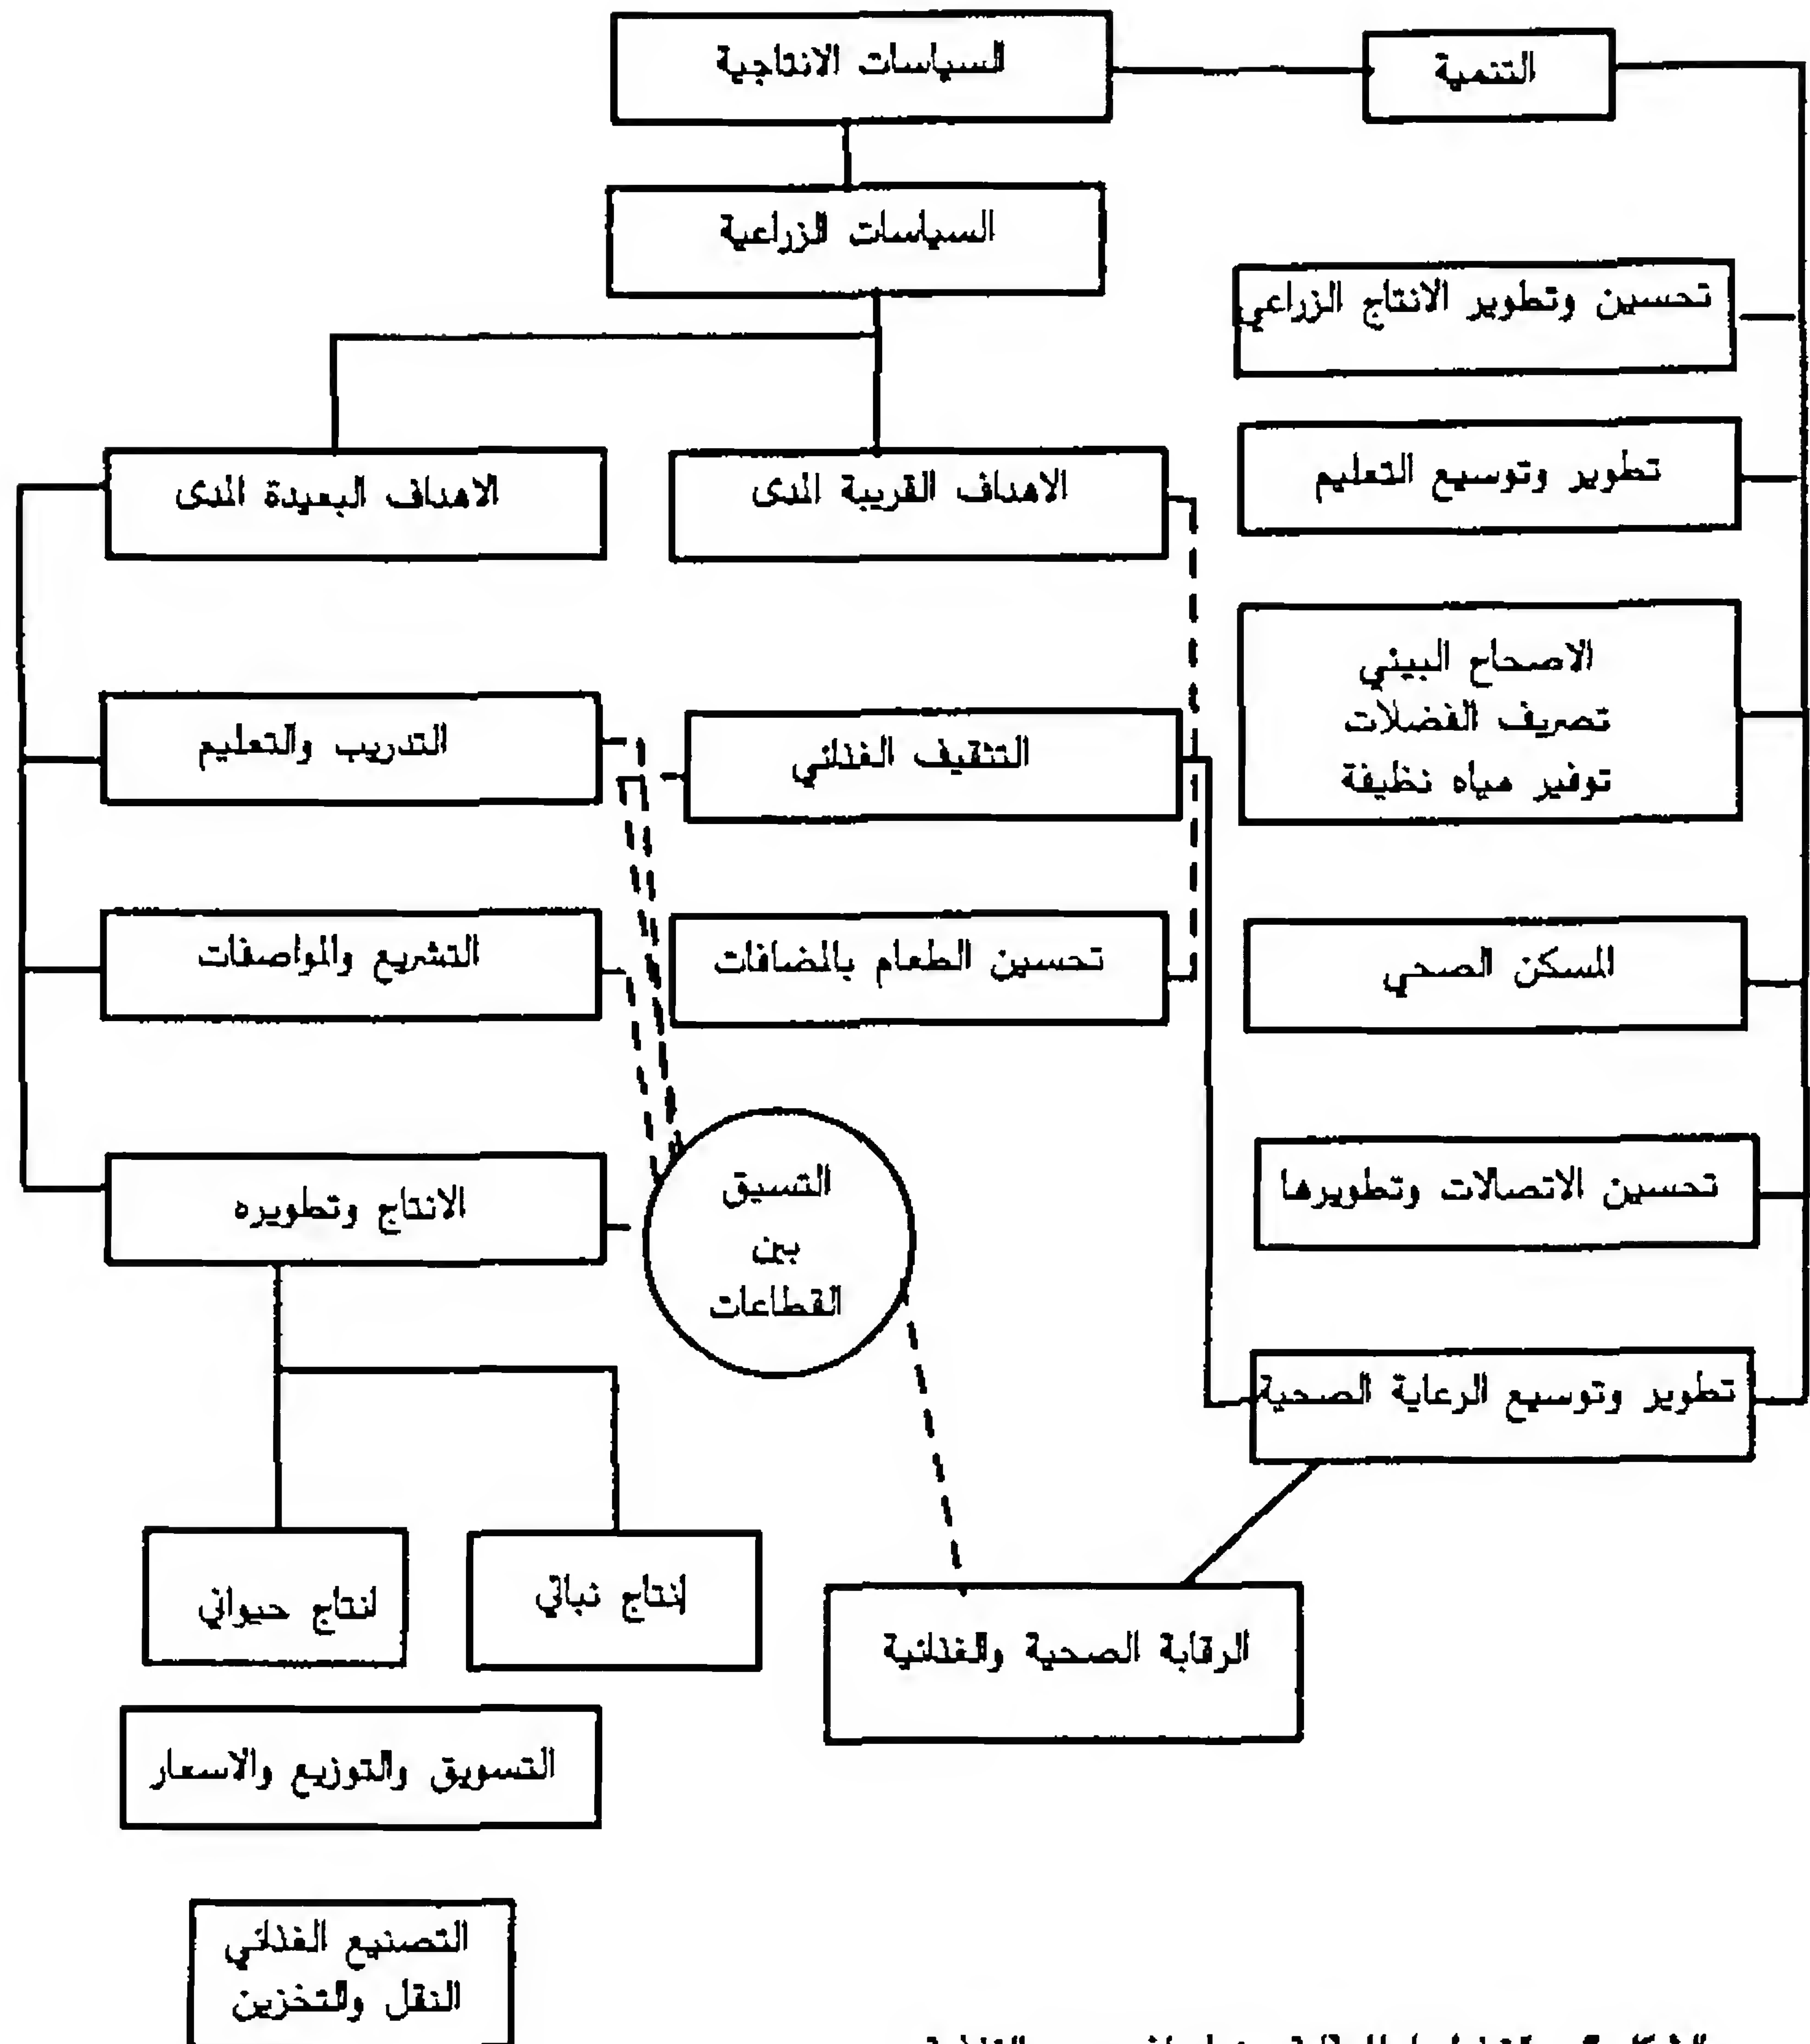 التنمية
السياسات الانتاجية
السياسات الزراعية
تحسين وتطوير الانتاج الزراعي
تطوير وتوسيع التعليم
الاهداف القريبة المدى
الاهداف البعيدة المدى
الاصحاح البيئي
تصريف الفضلات
توفير مياه نظيفة
التثقيف الغذائي
التدريب والتعليم
المسكن الصحي
تحسين الطعام بالمضافات
التشريع والمواصفات
تحسين الاتصالات وتطويرها
التسيق
بين
القطاعات
الانتاج وتطويره
تطوير وتوسيع الرعاية الصحية
إنتاج نباتي
انتاج حيواني
الرقابة الصحية والغذائية
التسويق والتوزيع والاسعار
التصنيع الغذائي
النقل والتخزين